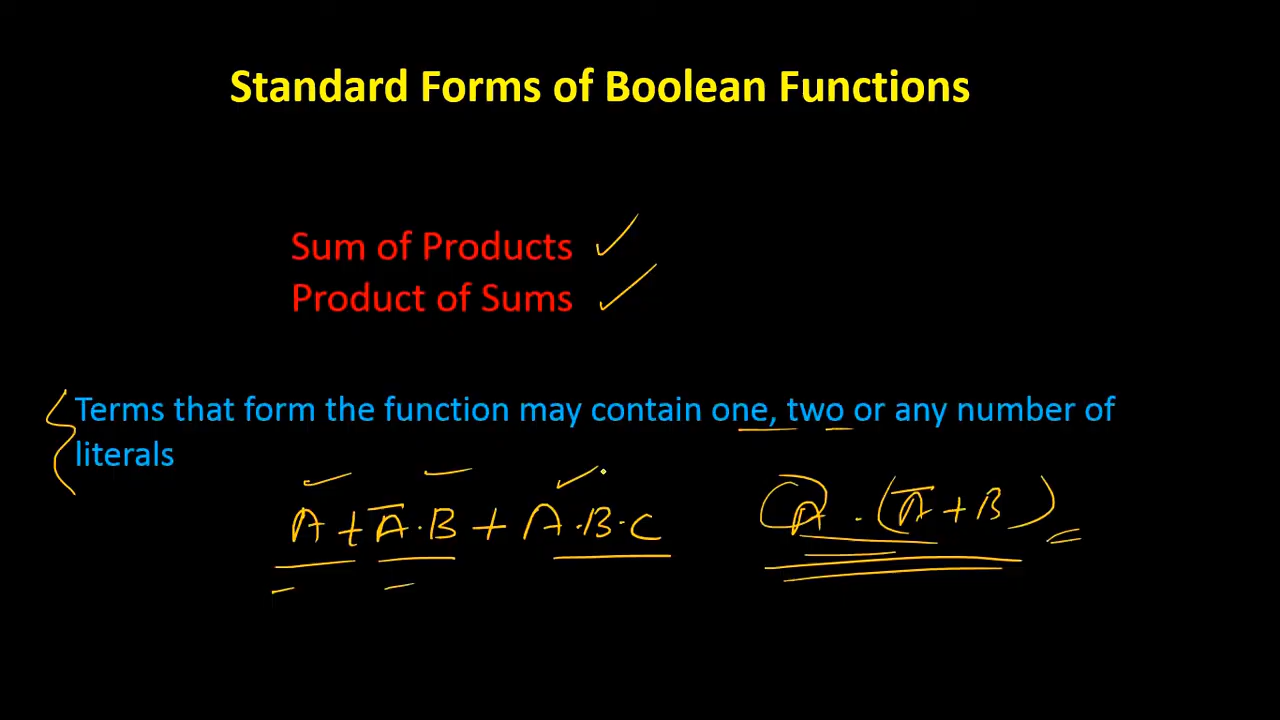 Standard Forms of Boolean Functions
Sum of Products
Product of Sums
Terms that form the function may contain one, two or any number of
literals
A + A̅·B + A·B·C
A · (A̅ + B)